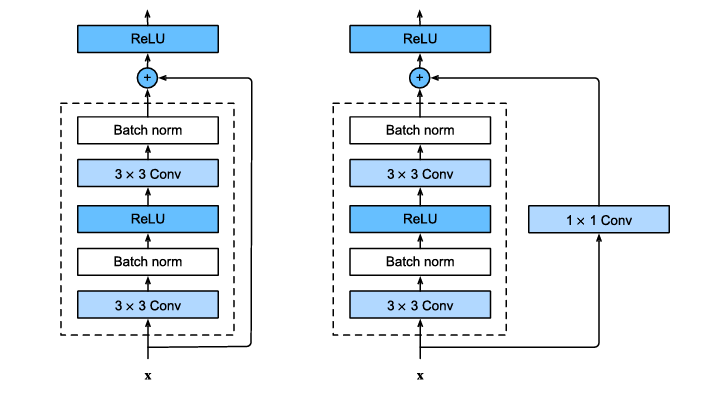 ReLU
+
Batch norm
3 × 3 Conv
ReLU
Batch norm
3 × 3 Conv
x
ReLU
+
Batch norm
3 × 3 Conv
ReLU
Batch norm
3 × 3 Conv
1 × 1 Conv
x